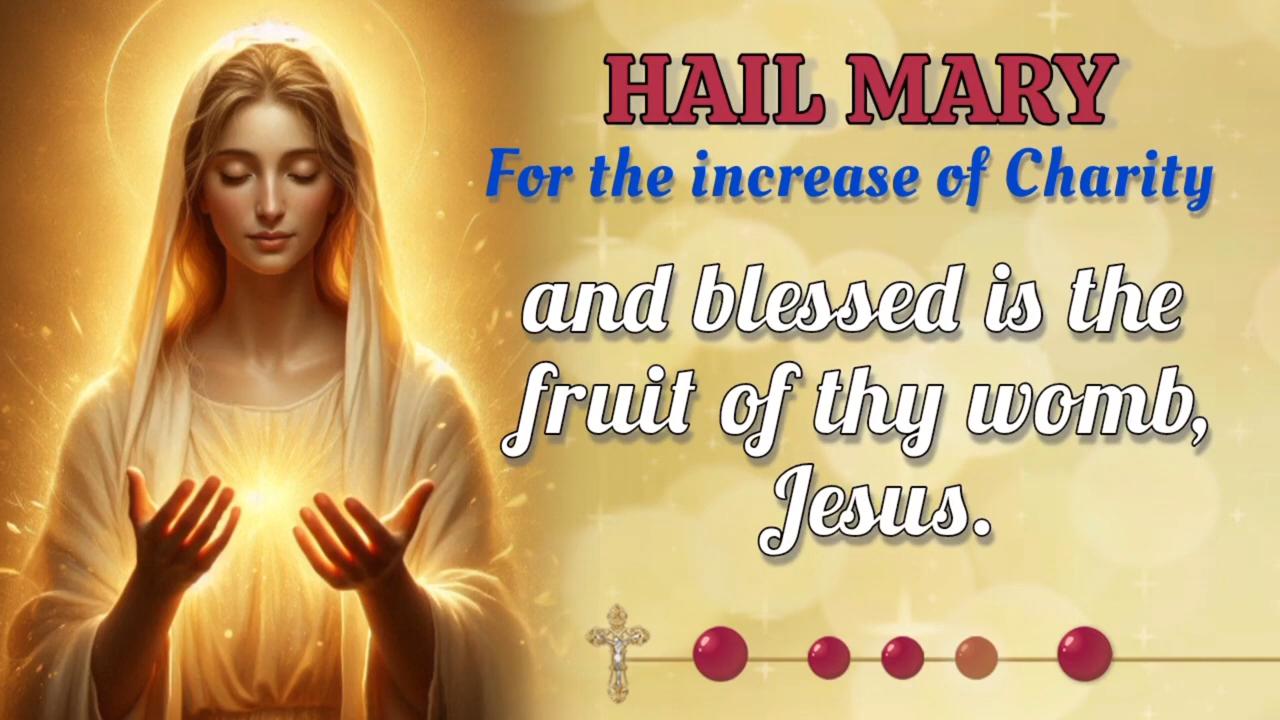 HAIL MARY
For the increase of Charity
and blessed is the
fruit of thy womb,
Jesus.